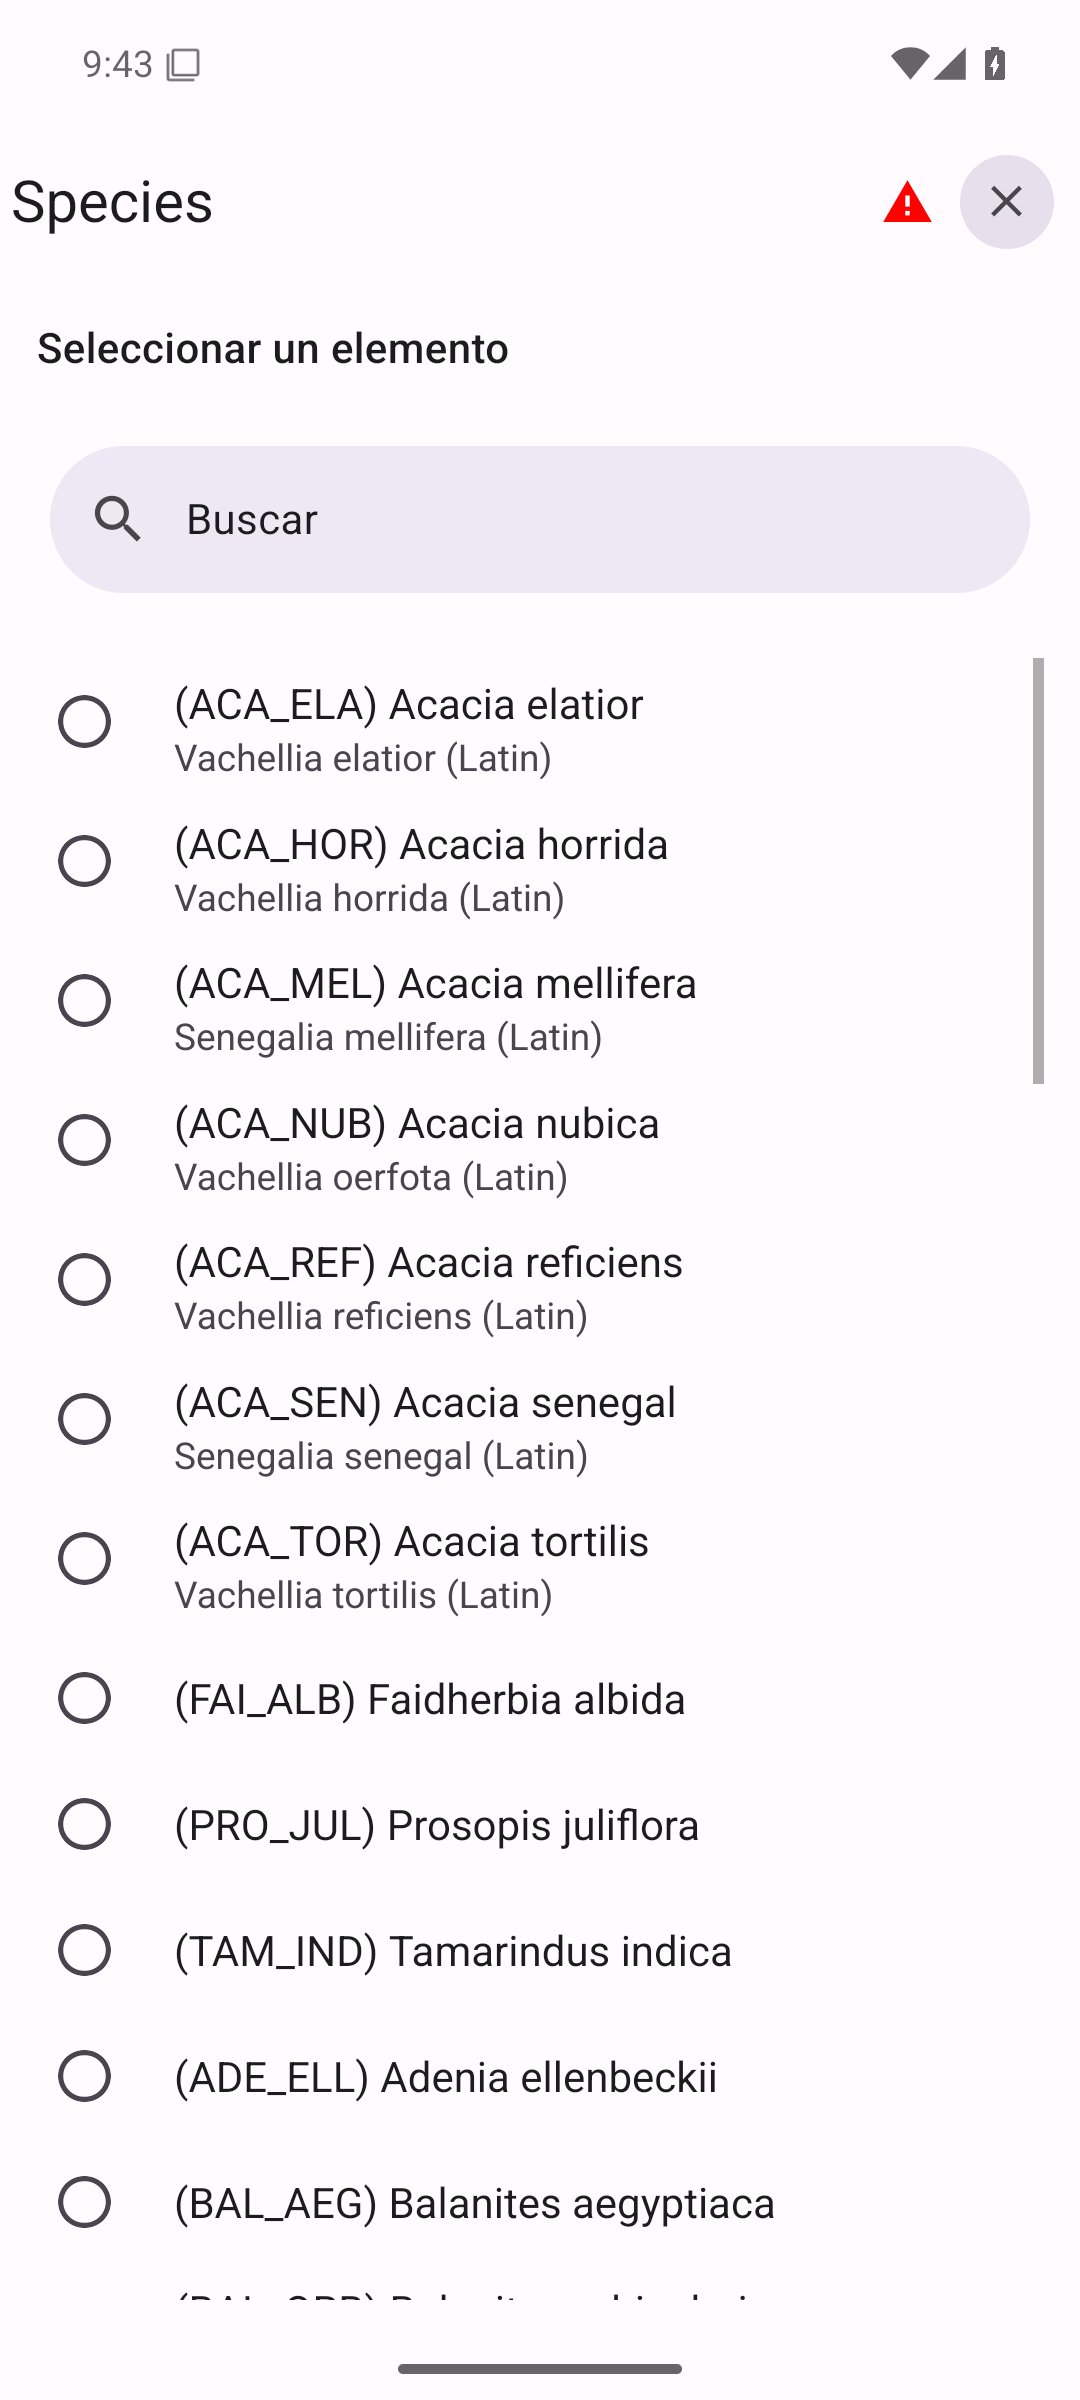 9:43
Species
Seleccionar un elemento
Buscar
(ACA_ELA) Acacia elatior
Vachellia elatior (Latin)
(ACA_HOR) Acacia horrida
Vachellia horrida (Latin)
(ACA_MEL) Acacia mellifera
Senegalia mellifera (Latin)
(ACA_NUB) Acacia nubica
Vachellia oerfota (Latin)
(ACA_REF) Acacia reficiens
Vachellia reficiens (Latin)
(ACA_SEN) Acacia senegal
Senegalia senegal (Latin)
(ACA_TOR) Acacia tortilis
Vachellia tortilis (Latin)
(FAI_ALB) Faidherbia albida
(PRO_JUL) Prosopis juliflora
(TAM_IND) Tamarindus indica
(ADE_ELL) Adenia ellenbeckii
(BAL_AEG) Balanites aegyptiaca